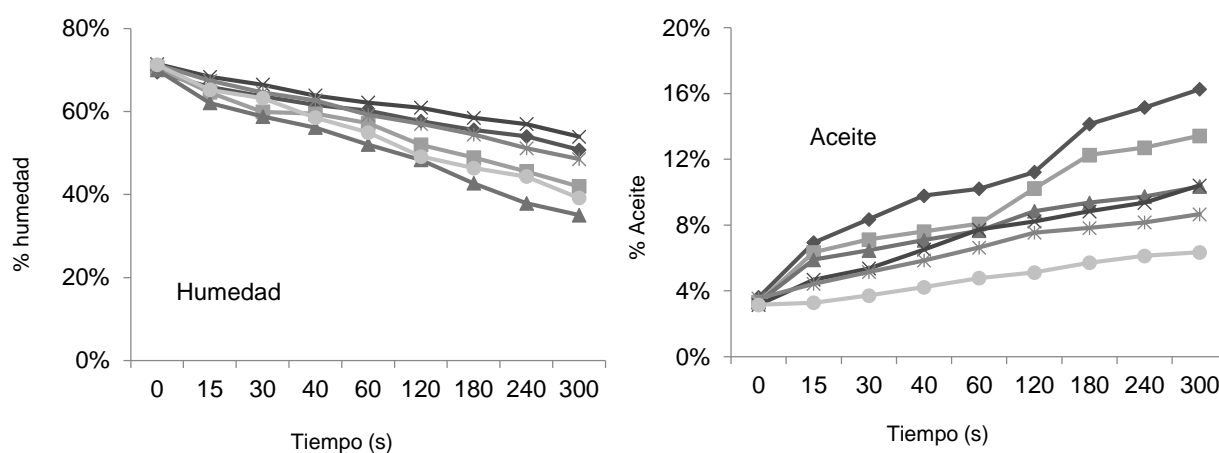 80%
60%
40%
20%
0%
% humedad
Humedad
0 15 30 40 60 120 180 240 300
Tiempo (s)
20%
16%
12%
8%
4%
0%
% Aceite
Aceite
0 15 30 40 60 120 180 240 300
Tiempo (s)